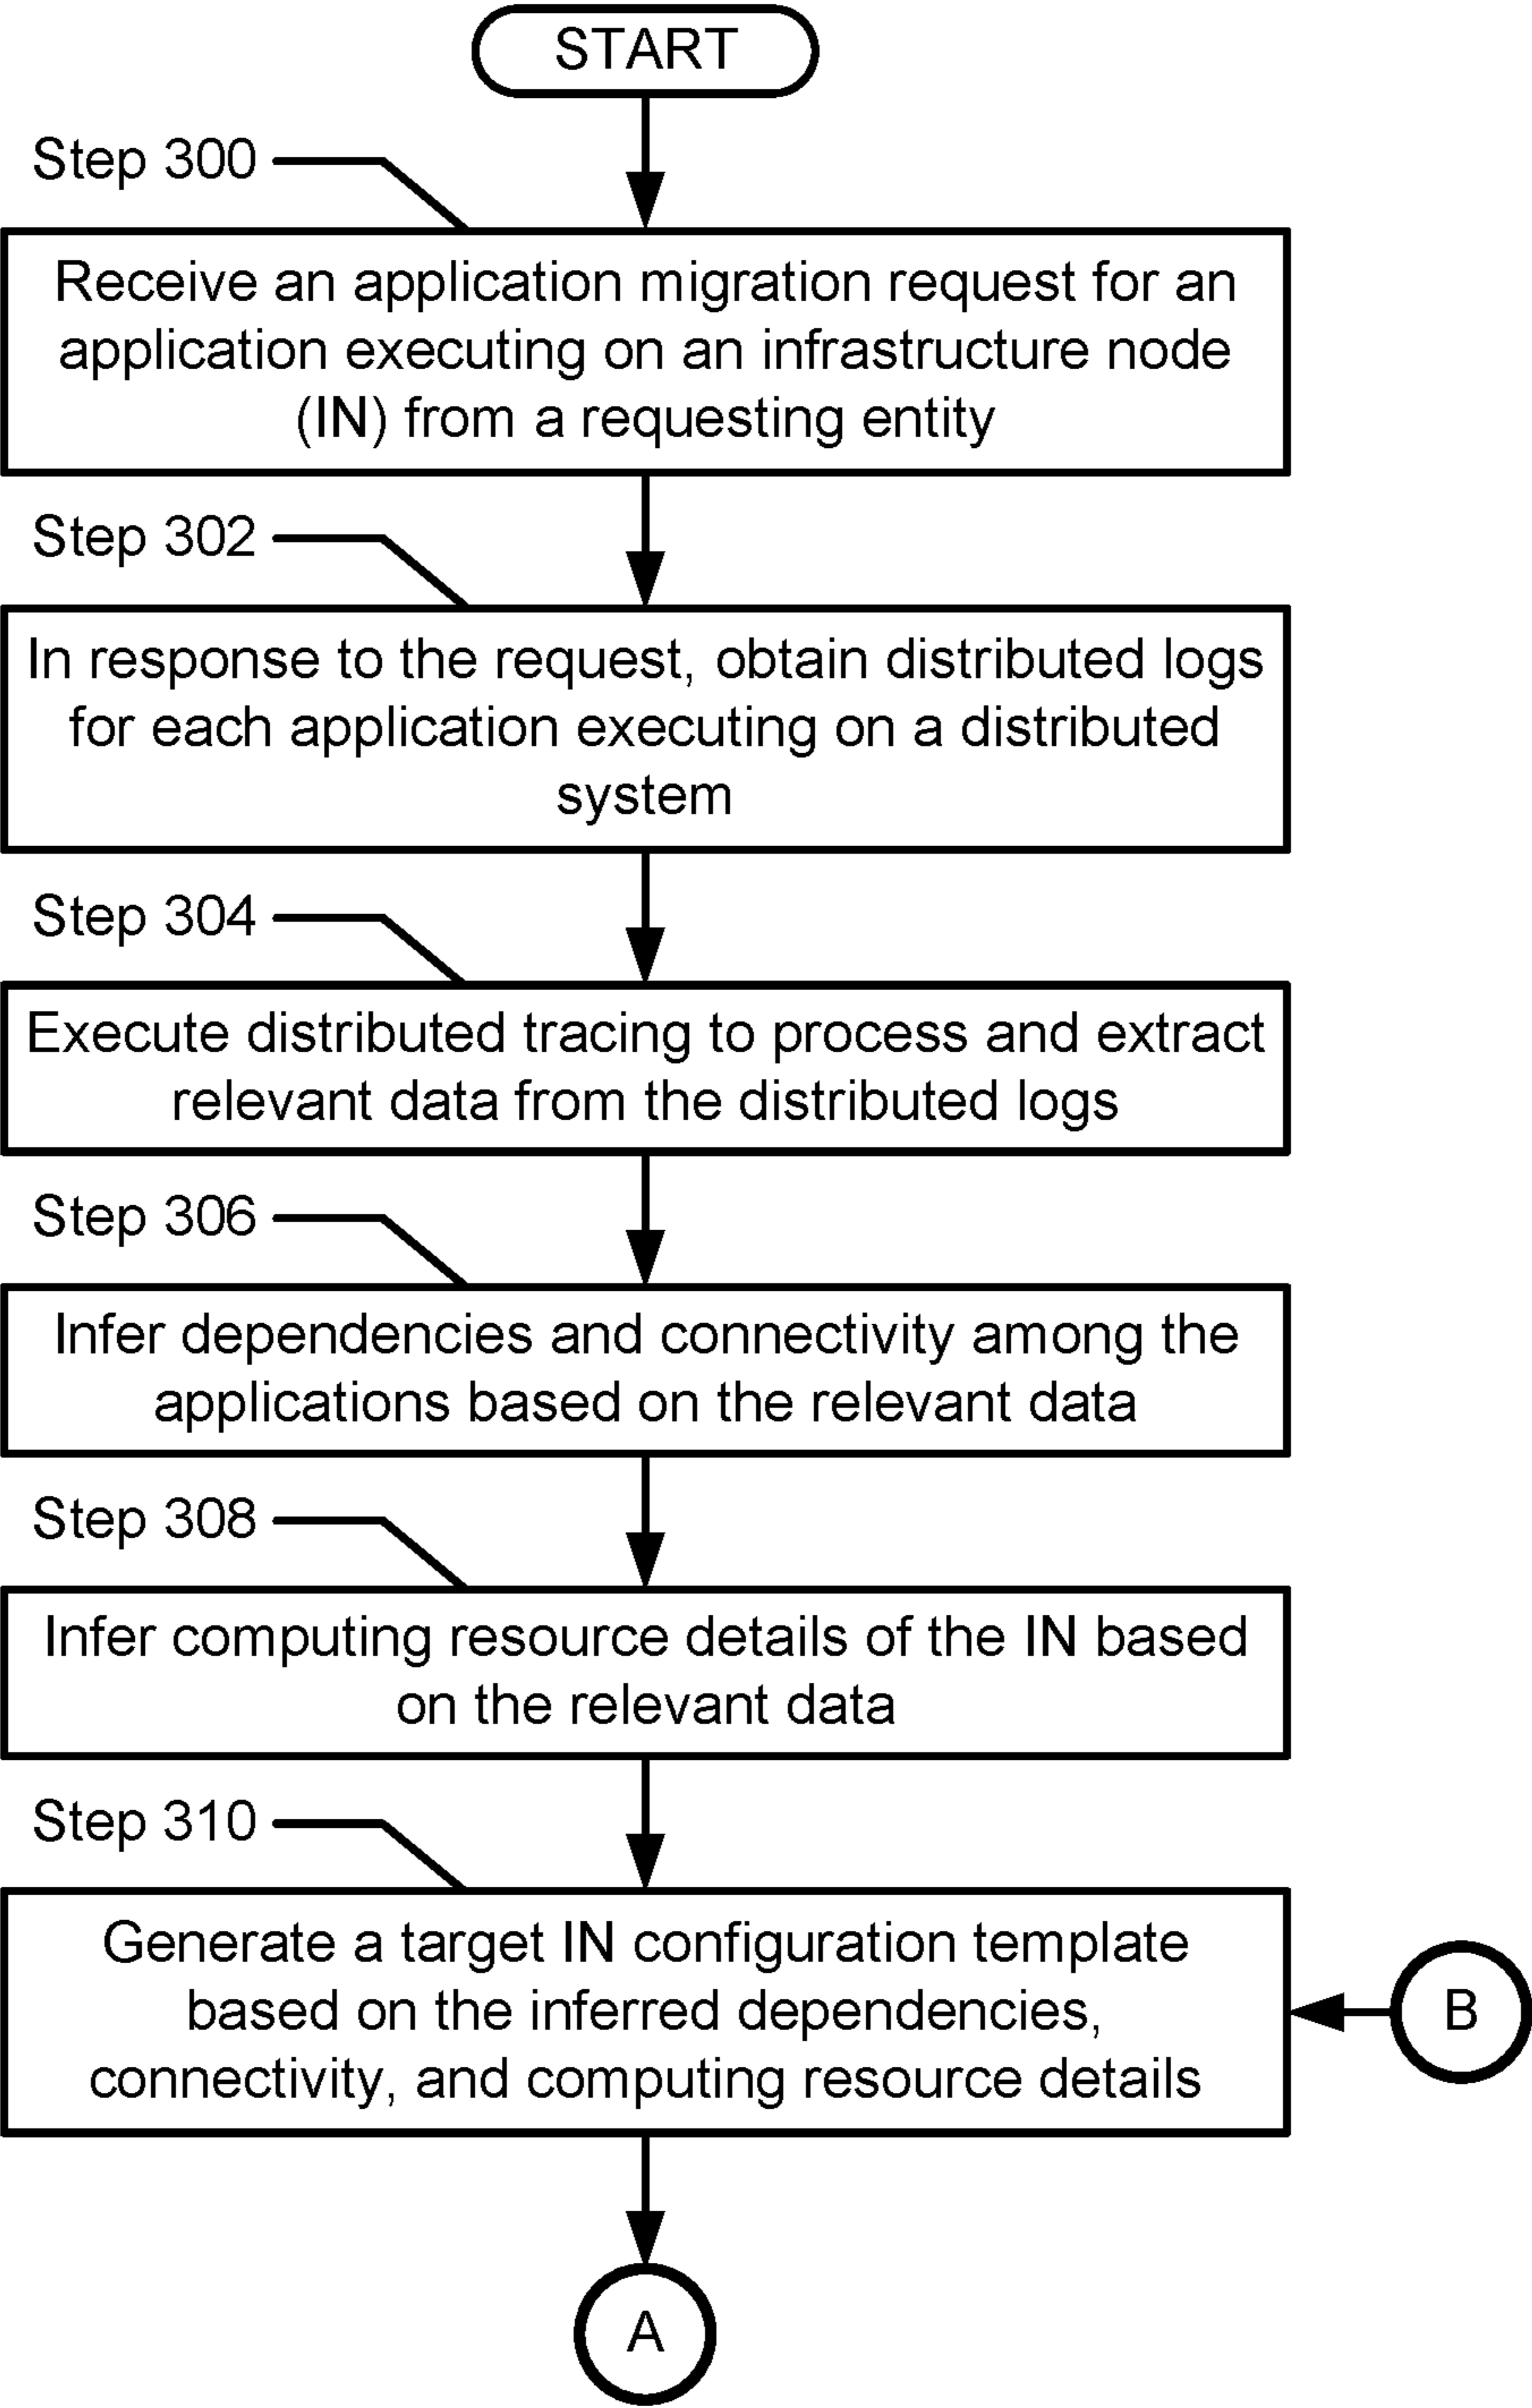 START
Step 300
Receive an application migration request for an
application executing on an infrastructure node
(IN) from a requesting entity
Step 302
In response to the request, obtain distributed logs
for each application executing on a distributed
system
Step 304
Execute distributed tracing to process and extract
relevant data from the distributed logs
Step 306
Infer dependencies and connectivity among the
applications based on the relevant data
Step 308
Infer computing resource details of the IN based
on the relevant data
Step 310
Generate a target IN configuration template
based on the inferred dependencies,
connectivity, and computing resource details
B
A